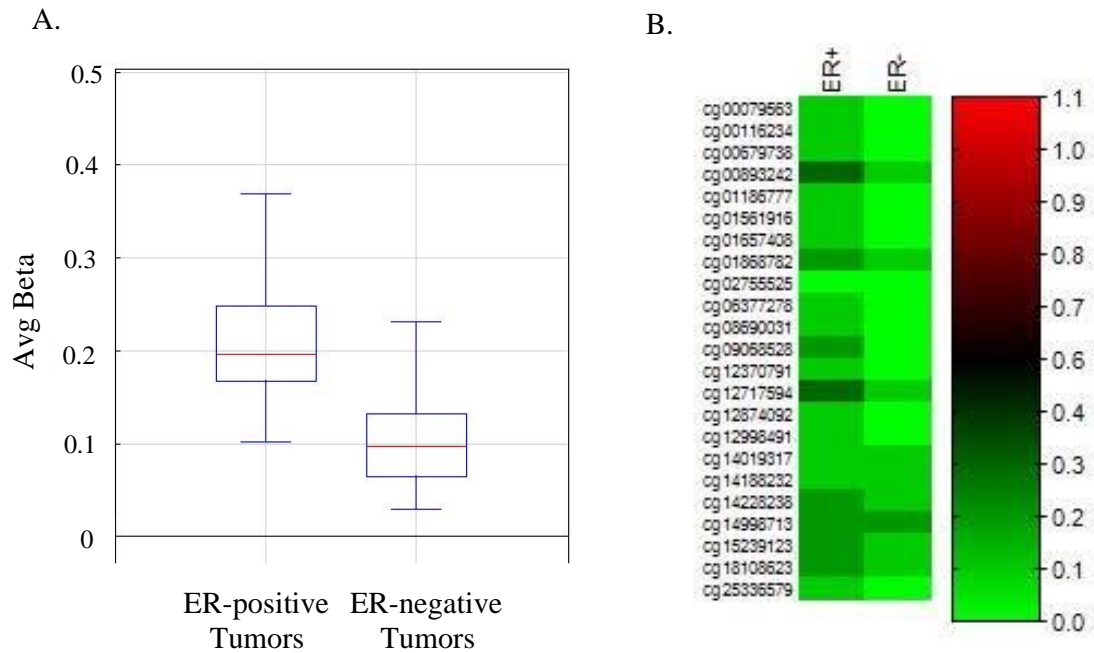 A.
0.5
0.4
0.3
0.2
0.1
0
Avg Beta
ER-positive Tumors
ER-negative Tumors
B.
ER+
ER-
cg00079563
cg00116234
cg00679738
cg00893242
cg01186777
cg01561916
cg01657408
cg01868782
cg02755525
cg06377278
cg08690031
cg09068528
cg12370791
cg12717594
cg12874092
cg12998491
cg14019317
cg14188232
cg14228238
cg14998713
cg15239123
cg18108623
cg25336579
1.1
1.0
0.9
0.8
0.7
0.6
0.5
0.4
0.3
0.2
0.1
0.0